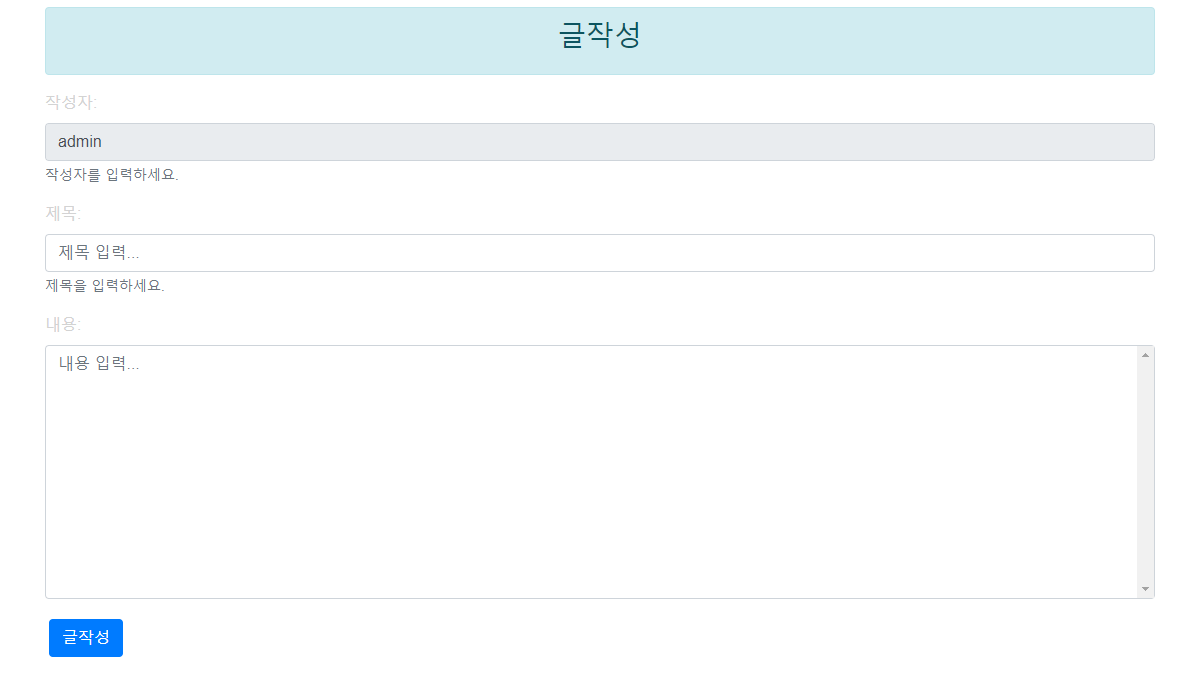 글작성
작성자:
admin
작성자를 입력하세요.
제목:
제목 입력...
제목을 입력하세요.
내용:
내용 입력...
글작성